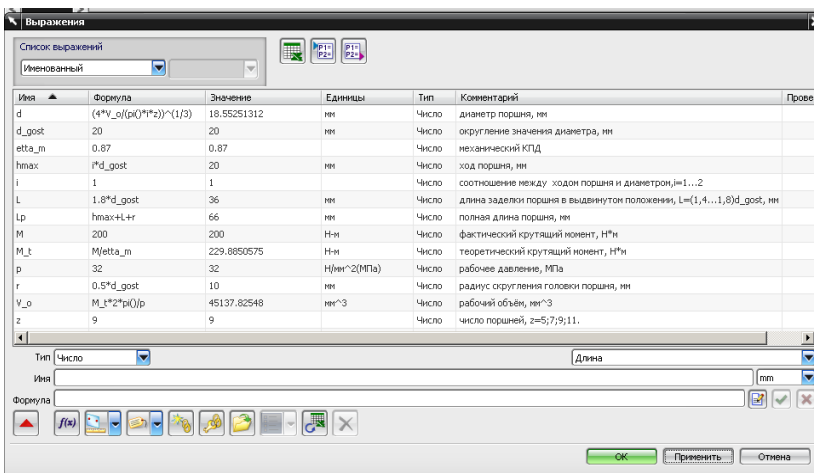 Выражения
Список выражений
Именованный
P1=
P2=
P1=
P2=
Имя Формула Значение Единицы Тип Комментарий Прове
d (4*V_o/(pi()*i*z))^(1/3) 18.55251312 мм Число диаметр поршня, мм
d_gost 20 20 мм Число округление значения диаметра, мм
etta_m 0.87 0.87 Число механический КПД
hmax i*d_gost 20 мм Число ход поршня, мм
i 1 1 Число соотношение между ходом поршня и диаметром,i=1...2
L 1.8*d_gost 36 мм Число длина заделки поршня в выдвинутом положении, L=(1,4...1,8)d_gost, мм
Lp hmax+L+r 66 мм Число полная длина поршня, мм
M 200 200 Н-м Число фактический крутящий момент, Н*м
M_t M/etta_m 229.8850575 Н-м Число теоретический крутящий момент, Н*м
p 32 32 Н/мм^2(МПа) Число рабочее давление, МПа
r 0.5*d_gost 10 мм Число радиус скругления головки поршня, мм
V_o M_t*2*pi()/p 45137.82548 мм^3 Число рабочий объём, мм^3
z 9 9 Число число поршней, z=5;7;9;11.
Тип Число Длина
Имя mm
Формула
f(x)
OK Применить Отмена